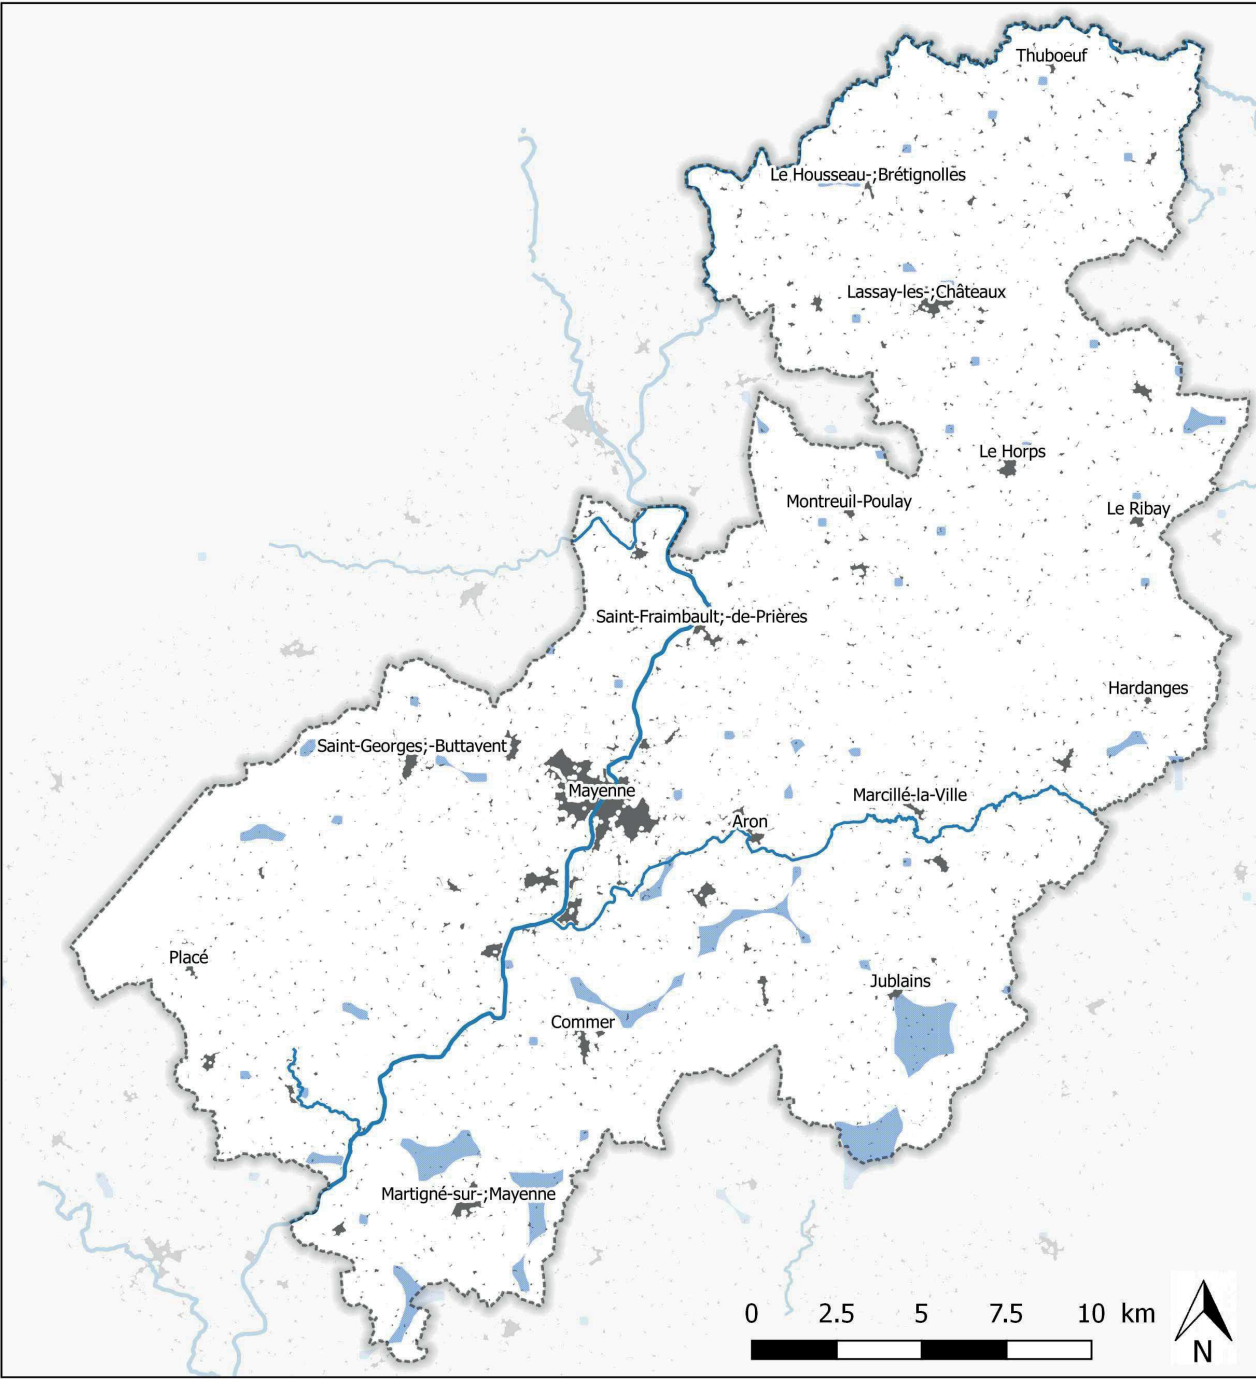 Thuboeuf
Le Housseau-;Brétignolles
Lassay-les-;Châteaux
Le Horps
Montreuil-Poulay
Le Ribay
Saint-Fraimbault;-de-Prières
Hardanges
Saint-Georges;-Buttavent
Mayenne
Marcillé-la-Ville
Aron
Placé
Jublains
Commer
Martigné-sur-;Mayenne
0 2.5 5 7.5 10 km
N